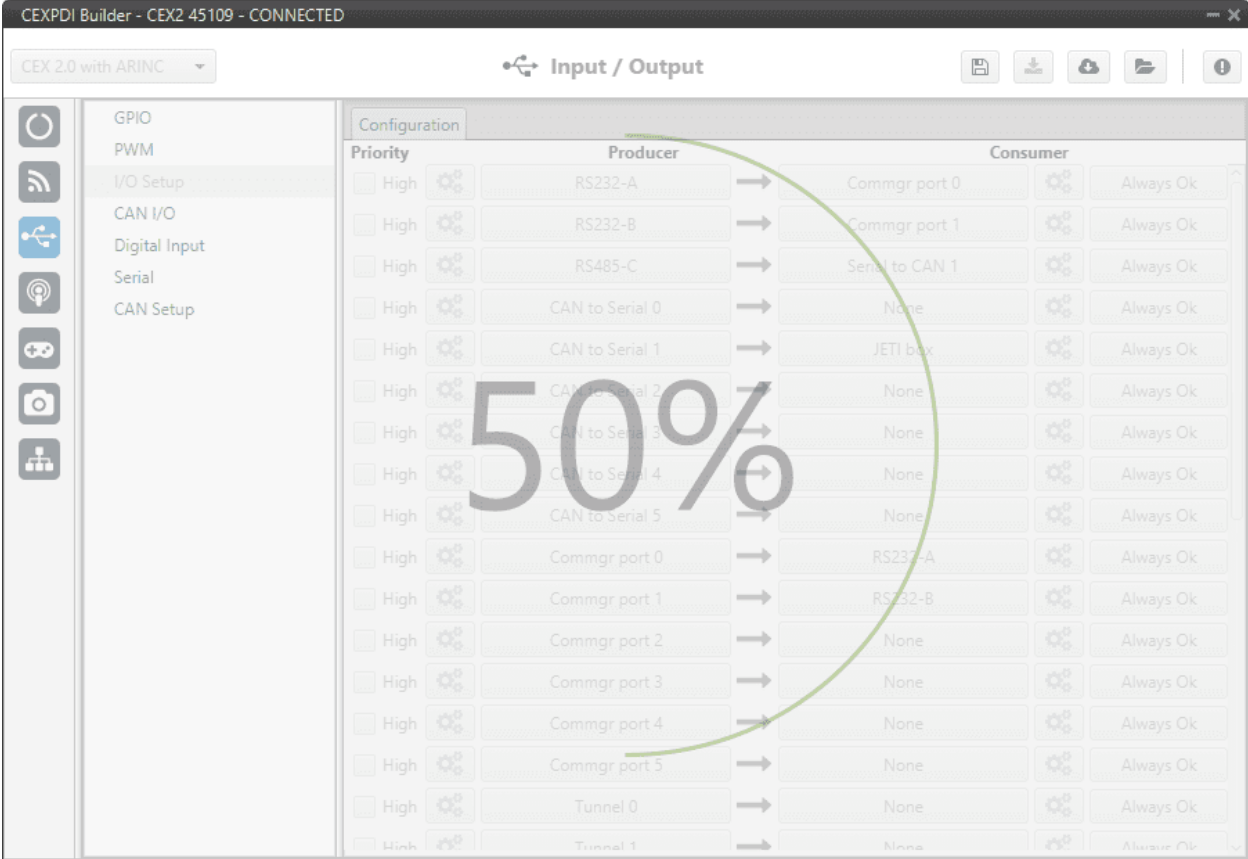 CEXPDI Builder - CEX2 45109 - CONNECTED
CEX 2.0 with ARINC
Input / Output
GPIO
PWM
I/O Setup
CAN I/O
Digital Input
Serial
CAN Setup
Configuration
Priority Producer Consumer
High RS232-A Commgr port 0 Always Ok
High RS232-B Commgr port 1 Always Ok
High RS485-C Serial to CAN 1 Always Ok
High CAN to Serial 0 None Always Ok
High CAN to Serial 1 JETI box Always Ok
High CAN to Serial 2 None Always Ok
High CAN to Serial 3 None Always Ok
High CAN to Serial 4 None Always Ok
High CAN to Serial 5 None Always Ok
High Commgr port 0 RS232-A Always Ok
High Commgr port 1 RS232-B Always Ok
High Commgr port 2 None Always Ok
High Commgr port 3 None Always Ok
High Commgr port 4 None Always Ok
High Commgr port 5 None Always Ok
High Tunnel 0 None Always Ok
High Tunnel 1 None Always Ok
50%